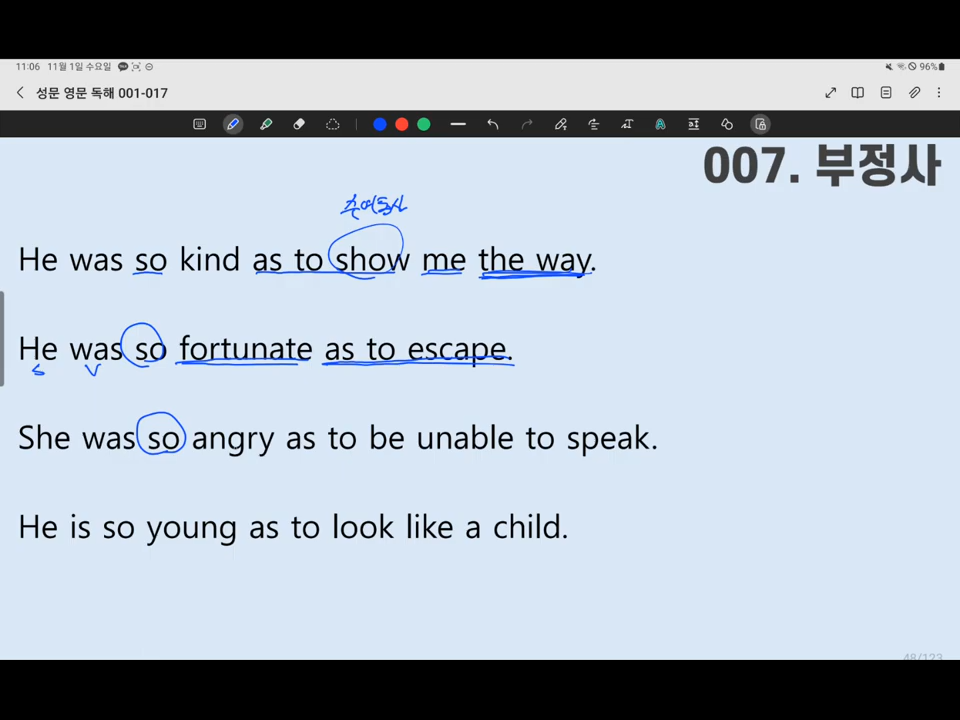 11:06 11월 1일 수요일
96%
성문 영문 독해 001-017
007. 부정사
수여동사
He was so kind as to show me the way.
He was so fortunate as to escape.
S V
She was so angry as to be unable to speak.
He is so young as to look like a child.
48/123